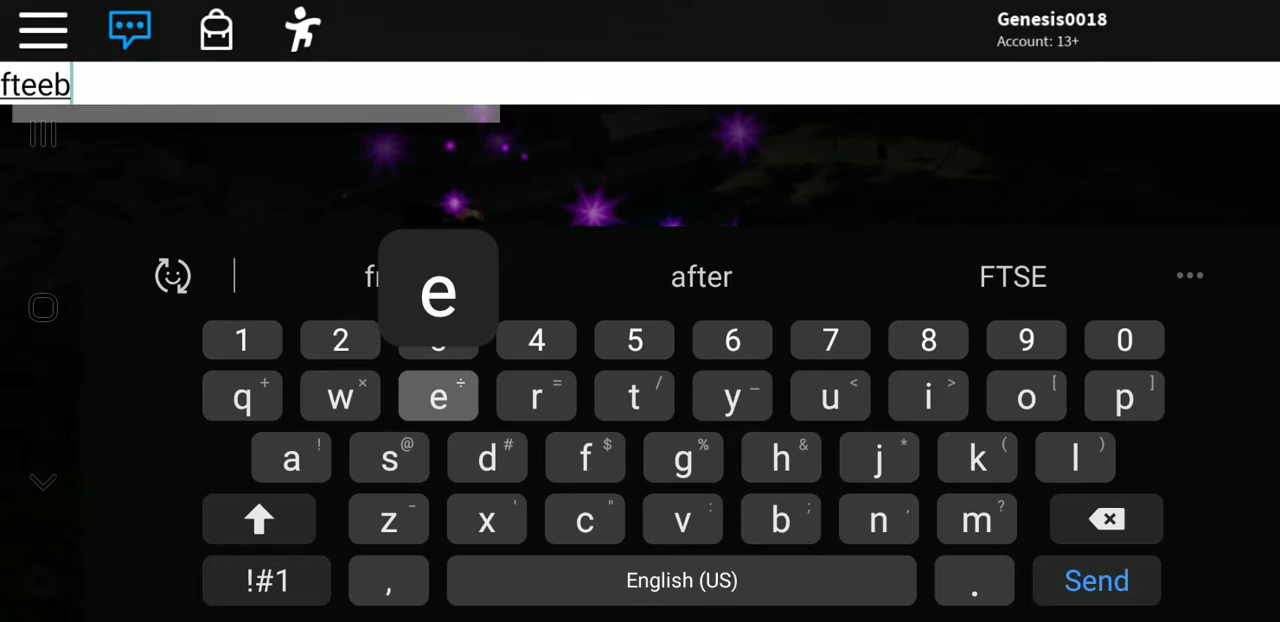 Genesis0018
Account: 13+
fteeb
after FTSE •••
e
1 2 4 5 6 7 8 9 0
q + w × e ÷ r = t / y – u < i > o [ p ]
a ! s @ d # f $ g % h & j * k ( l )
z - x ' c " v : b ; n , m ?
!#1 , English (US) . Send